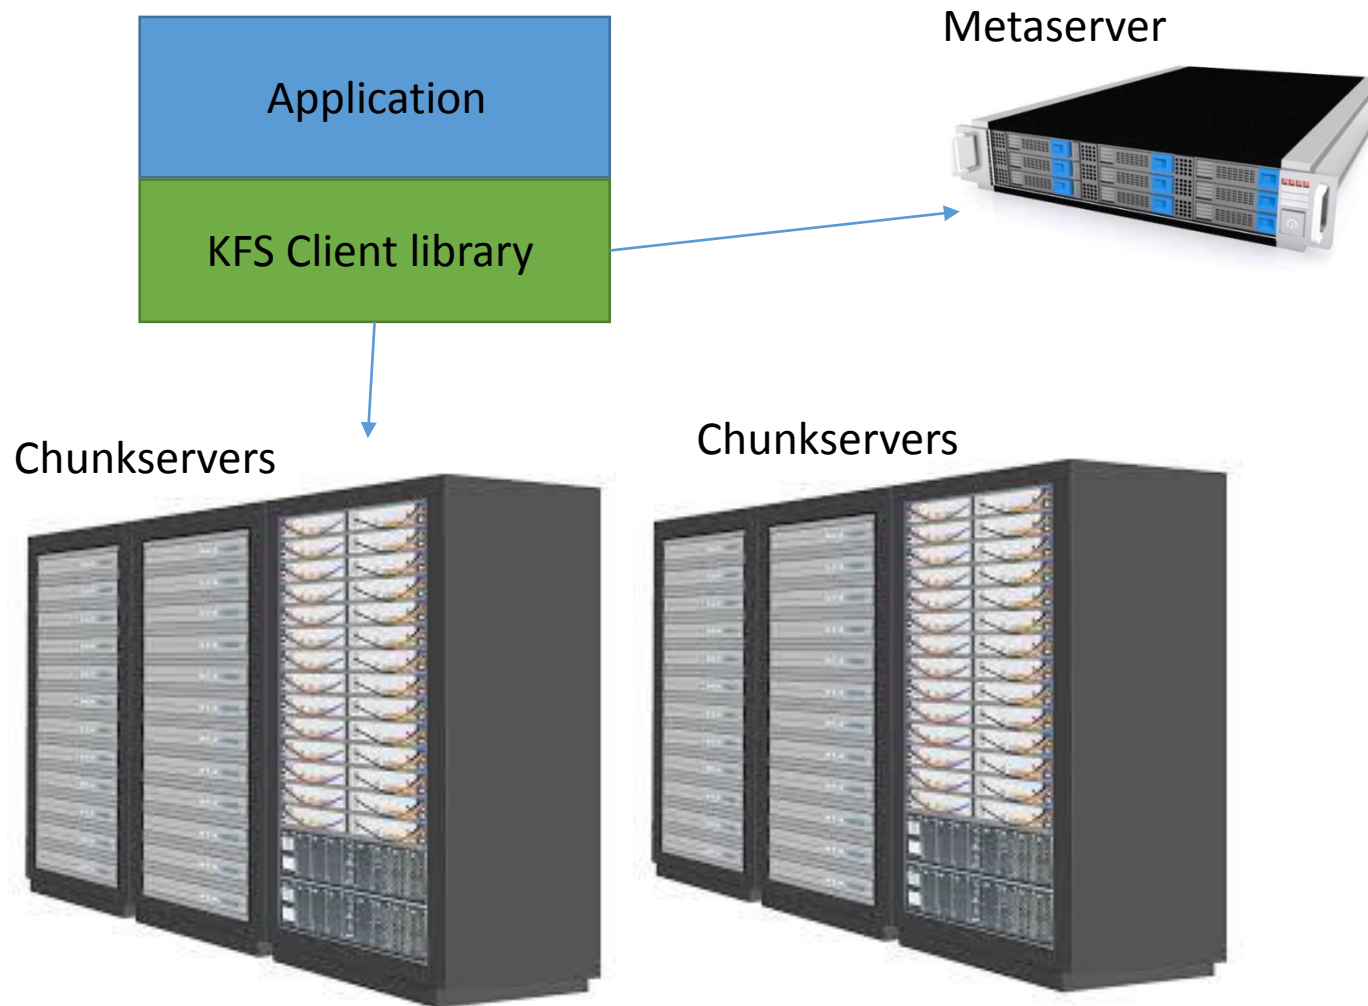 Metaserver
Application
KFS Client library
Chunkservers
Chunkservers